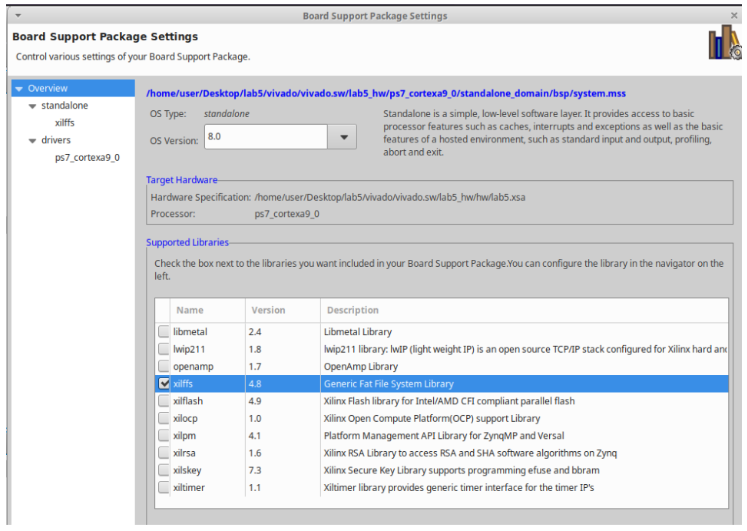 Board Support Package Settings
Board Support Package Settings
Control various settings of your Board Support Package.
Overview
standalone
xilffs
drivers
ps7_cortexa9_0
/home/user/Desktop/lab5/vivado/vivado.sw/lab5_hw/ps7_cortexa9_0/standalone_domain/bsp/system.mss
OS Type: standalone
OS Version: 8.0
Standalone is a simple, low-level software layer. It provides access to basic
processor features such as caches, interrupts and exceptions as well as the basic
features of a hosted environment, such as standard input and output, profiling,
abort and exit.
Target Hardware
Hardware Specification: /home/user/Desktop/lab5/vivado/vivado.sw/lab5_hw/hw/lab5.xsa
Processor: ps7_cortexa9_0
Supported Libraries
Check the box next to the libraries you want included in your Board Support Package.You can configure the library in the navigator on the
left.
Name Version Description
libmetal 2.4 Libmetal Library
lwip211 1.8 lwip211 library: lwIP (light weight IP) is an open source TCP/IP stack configured for Xilinx hard and
openamp 1.7 OpenAmp Library
xilffs 4.8 Generic Fat File System Library
xilflash 4.9 Xilinx Flash library for Intel/AMD CFI compliant parallel flash
xilocp 1.0 Xilinx Open Compute Platform(OCP) support Library
xilpm 4.1 Platform Management API Library for ZynqMP and Versal
xilrsa 1.6 Xilinx RSA Library to access RSA and SHA software algorithms on Zynq
xilskey 7.3 Xilinx Secure Key Library supports programming efuse and bbram
xiltimer 1.1 Xiltimer library provides generic timer interface for the timer IP's